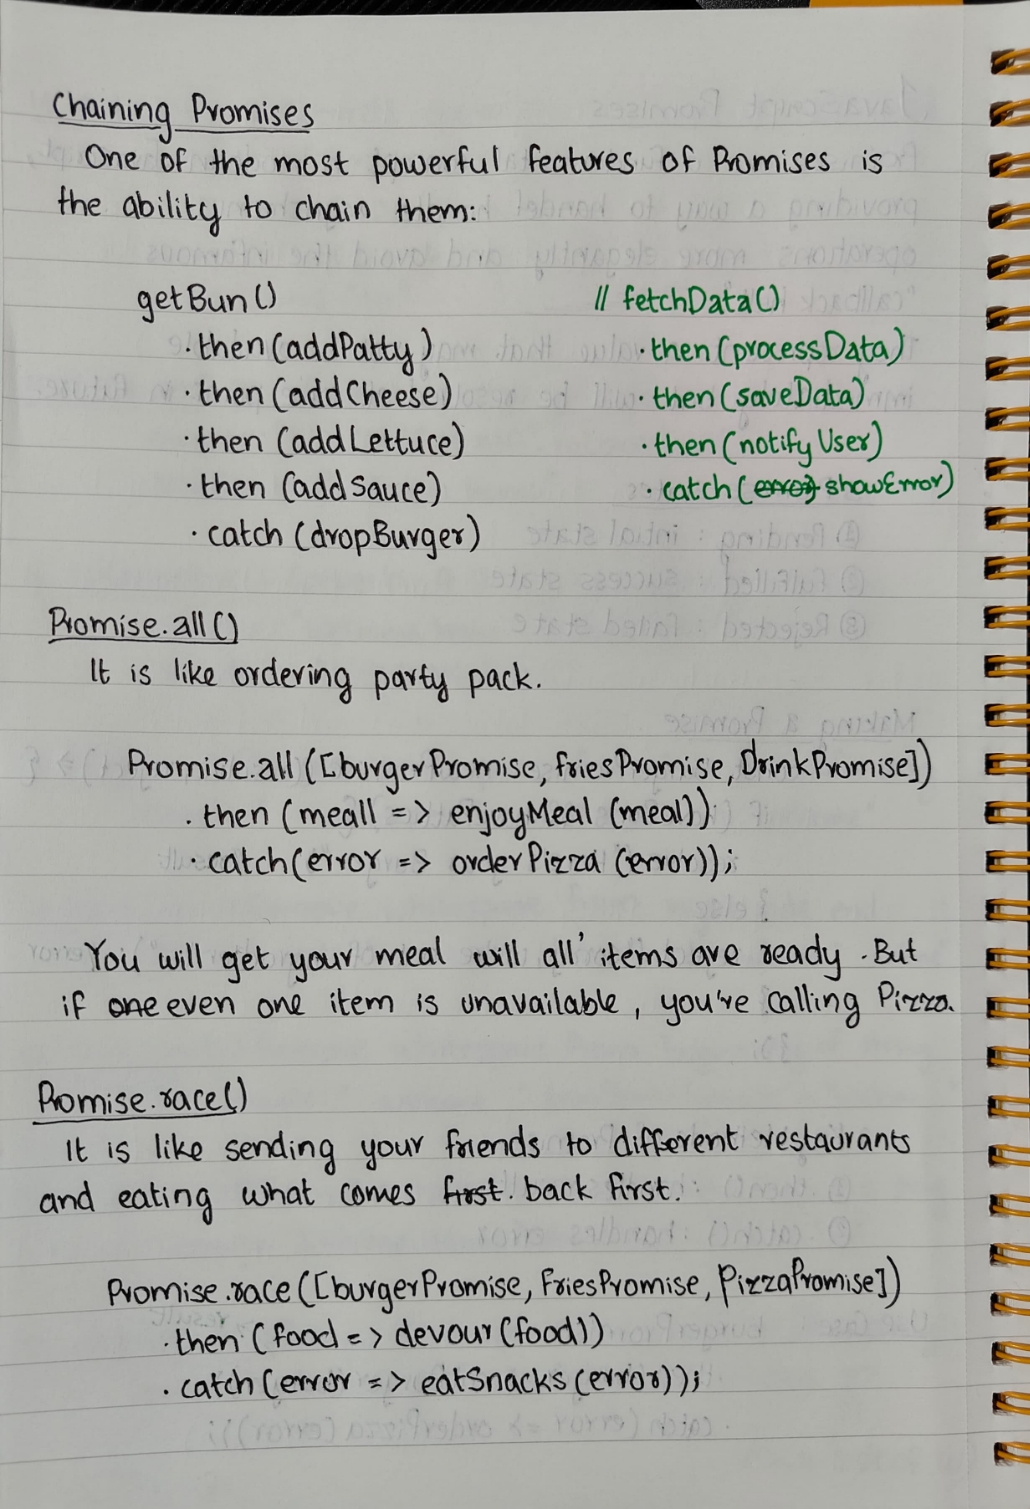 Chaining Promises
One of the most powerful features of Promises is
the ability to chain them:
getBun()
.then(addPatty)
.then(addCheese)
.then(addLettuce)
.then(addSauce)
.catch(dropBurger)
// fetchData()
.then(processData)
.then(saveData)
.then(notifyUser)
.catch(error showError)
Promise.all()
It is like ordering party pack.
Promise.all([burgerPromise, friesPromise, DrinkPromise])
.then(meall => enjoyMeal(meal))
.catch(error => orderPizza(error));
You will get your meal will all' items are ready. But
if one even one item is unavailable, you're calling Pizza.
Promise.race()
It is like sending your friends to different restaurants
and eating what comes first. back first.
Promise.race([burgerPromise, FriesPromise, PizzaPromise])
.then(food => devour(food))
.catch(error => eatSnacks(error));